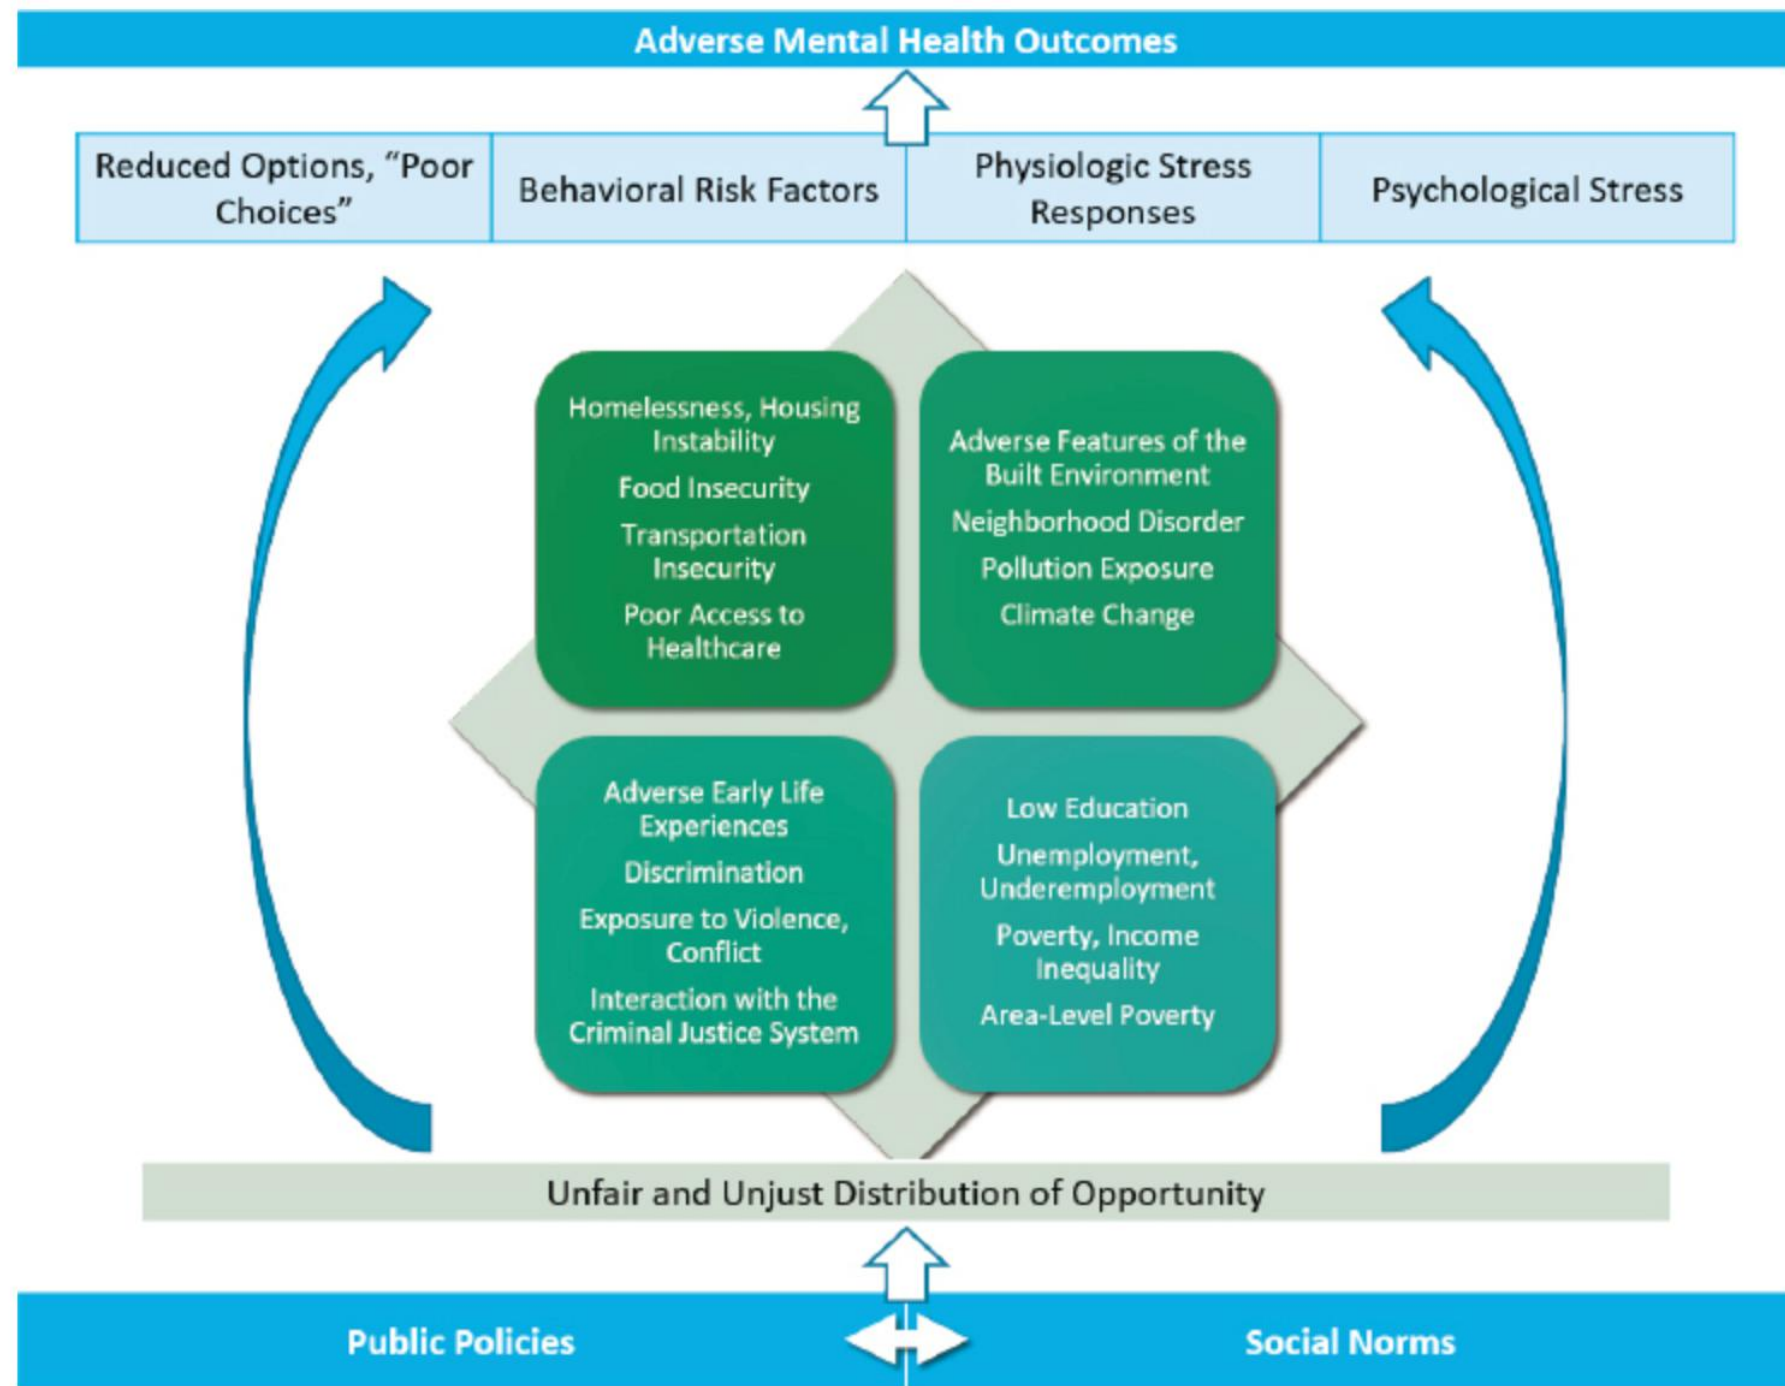 Adverse Mental Health Outcomes
Reduced Options, “Poor
Choices”
Behavioral Risk Factors
Physiologic Stress
Responses
Psychological Stress
Homelessness, Housing
Instability
Food Insecurity
Transportation
Insecurity
Poor Access to
Healthcare
Adverse Features of the
Built Environment
Neighborhood Disorder
Pollution Exposure
Climate Change
Adverse Early Life
Experiences
Discrimination
Exposure to Violence,
Conflict
Interaction with the
Criminal Justice System
Low Education
Unemployment,
Underemployment
Poverty, Income
Inequality
Area-Level Poverty
Unfair and Unjust Distribution of Opportunity
Public Policies
Social Norms